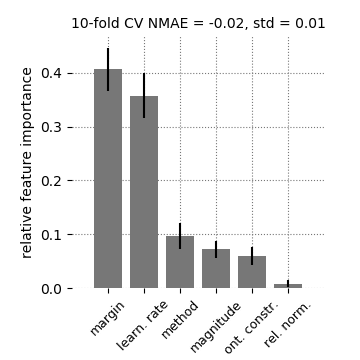 10-fold CV NMAE = -0.02, std = 0.01
relative feature importance
0.4
0.3
0.2
0.1
0.0
margin
learn. rate
method
magnitude
ont. constr.
rel. norm.